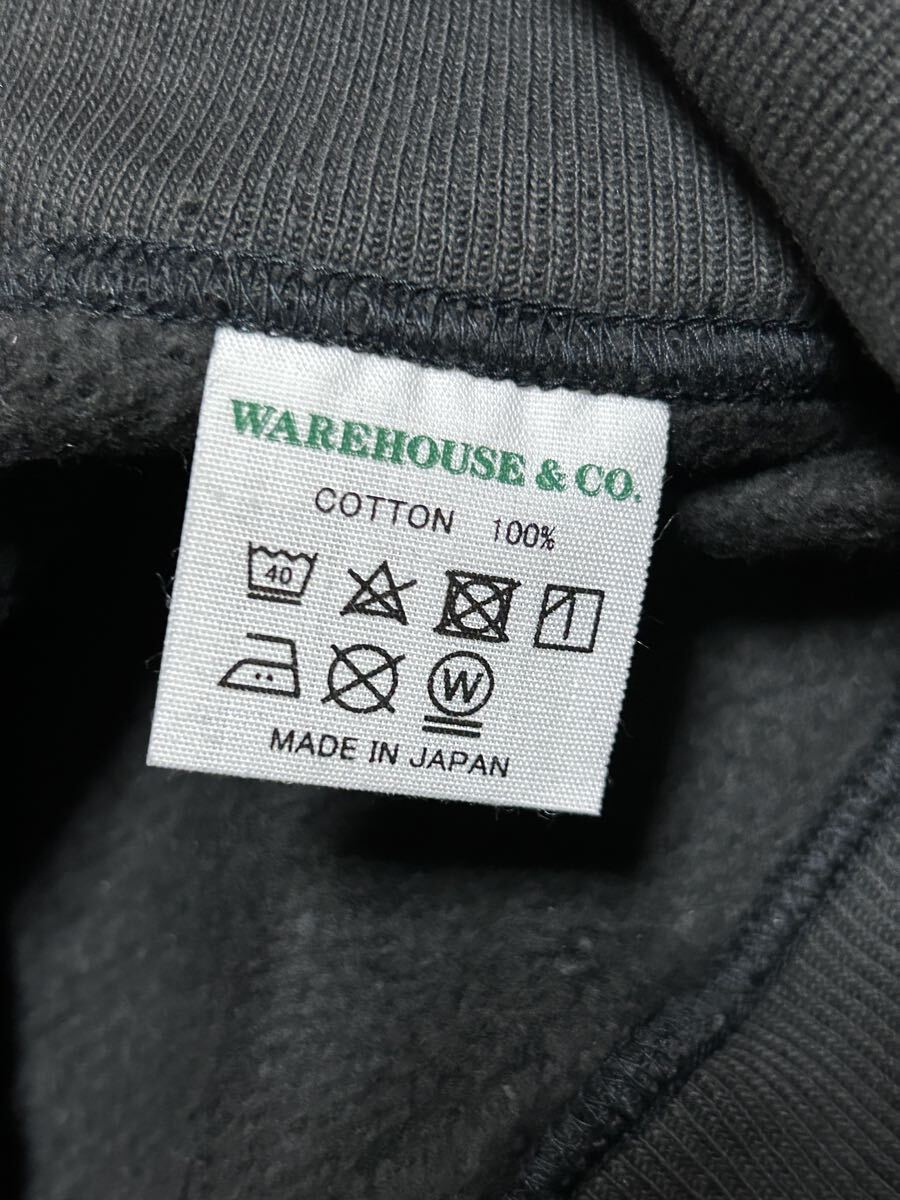 WAREHOUSE & CO.
COTTON 100%
40
W
MADE IN JAPAN